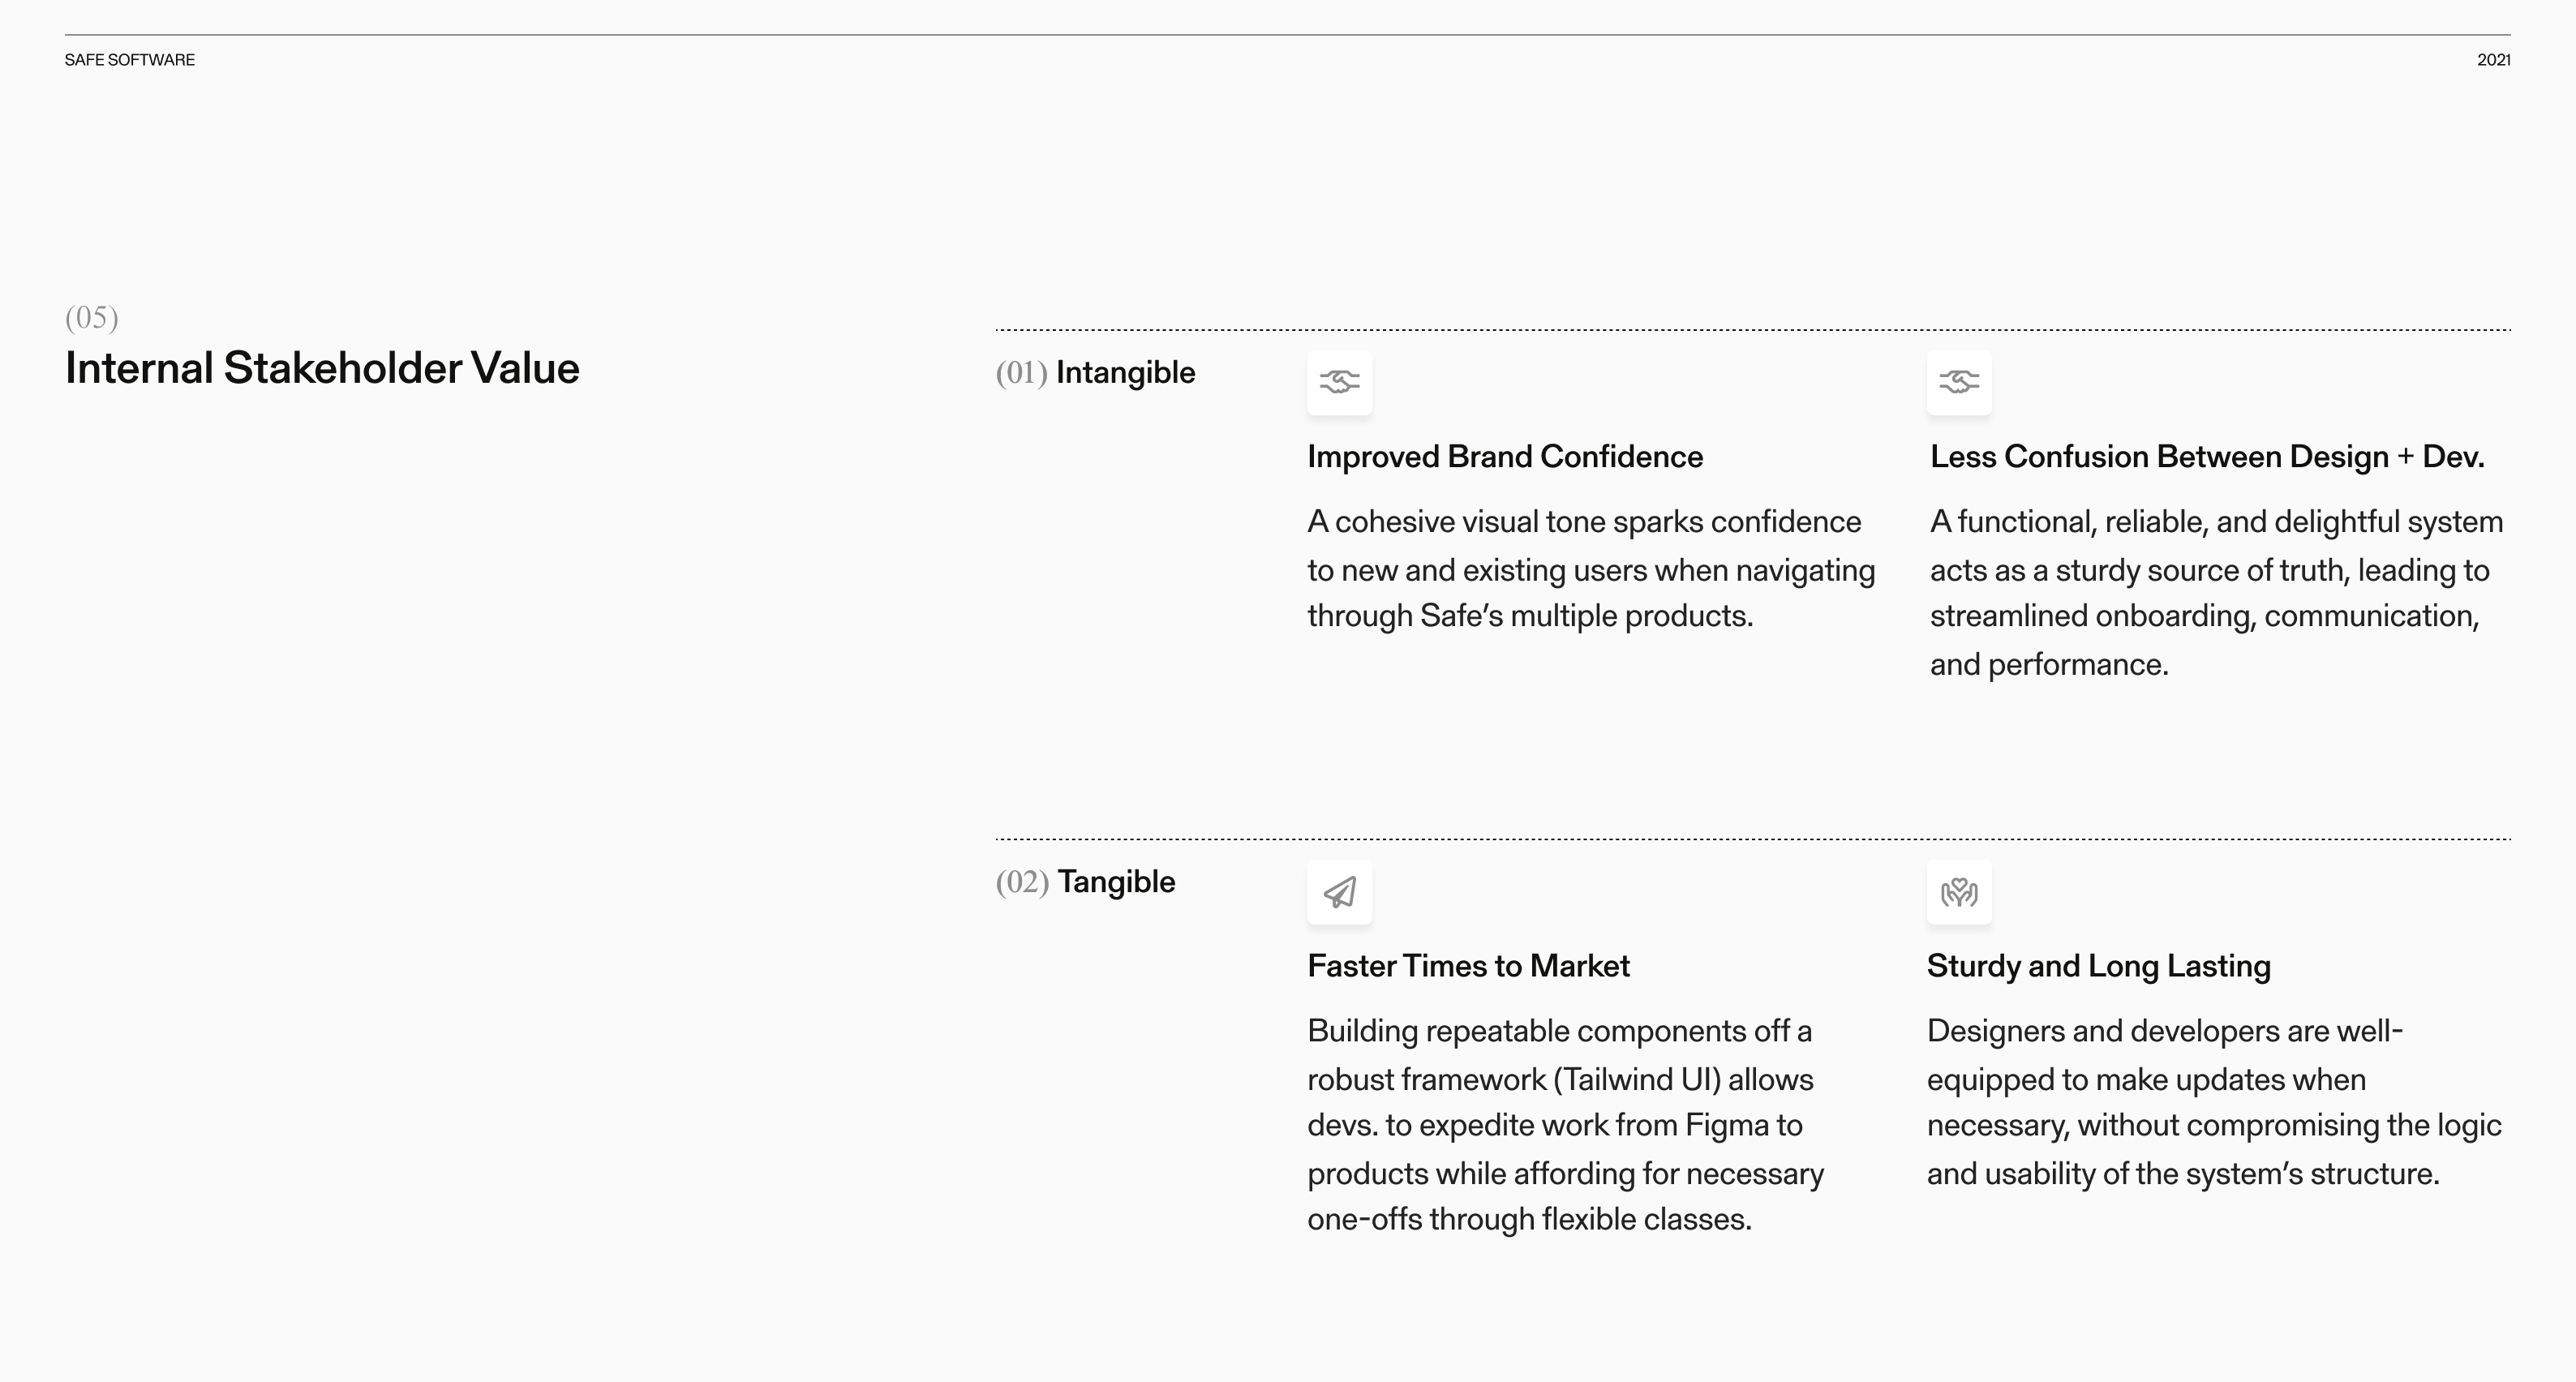 SAFE SOFTWARE
2021
(05)
Internal Stakeholder Value
(01) Intangible
Improved Brand Confidence
A cohesive visual tone sparks confidence
to new and existing users when navigating
through Safe’s multiple products.
Less Confusion Between Design + Dev.
A functional, reliable, and delightful system
acts as a sturdy source of truth, leading to
streamlined onboarding, communication,
and performance.
(02) Tangible
Faster Times to Market
Building repeatable components off a
robust framework (Tailwind UI) allows
devs. to expedite work from Figma to
products while affording for necessary
one-offs through flexible classes.
Sturdy and Long Lasting
Designers and developers are well-
equipped to make updates when
necessary, without compromising the logic
and usability of the system’s structure.